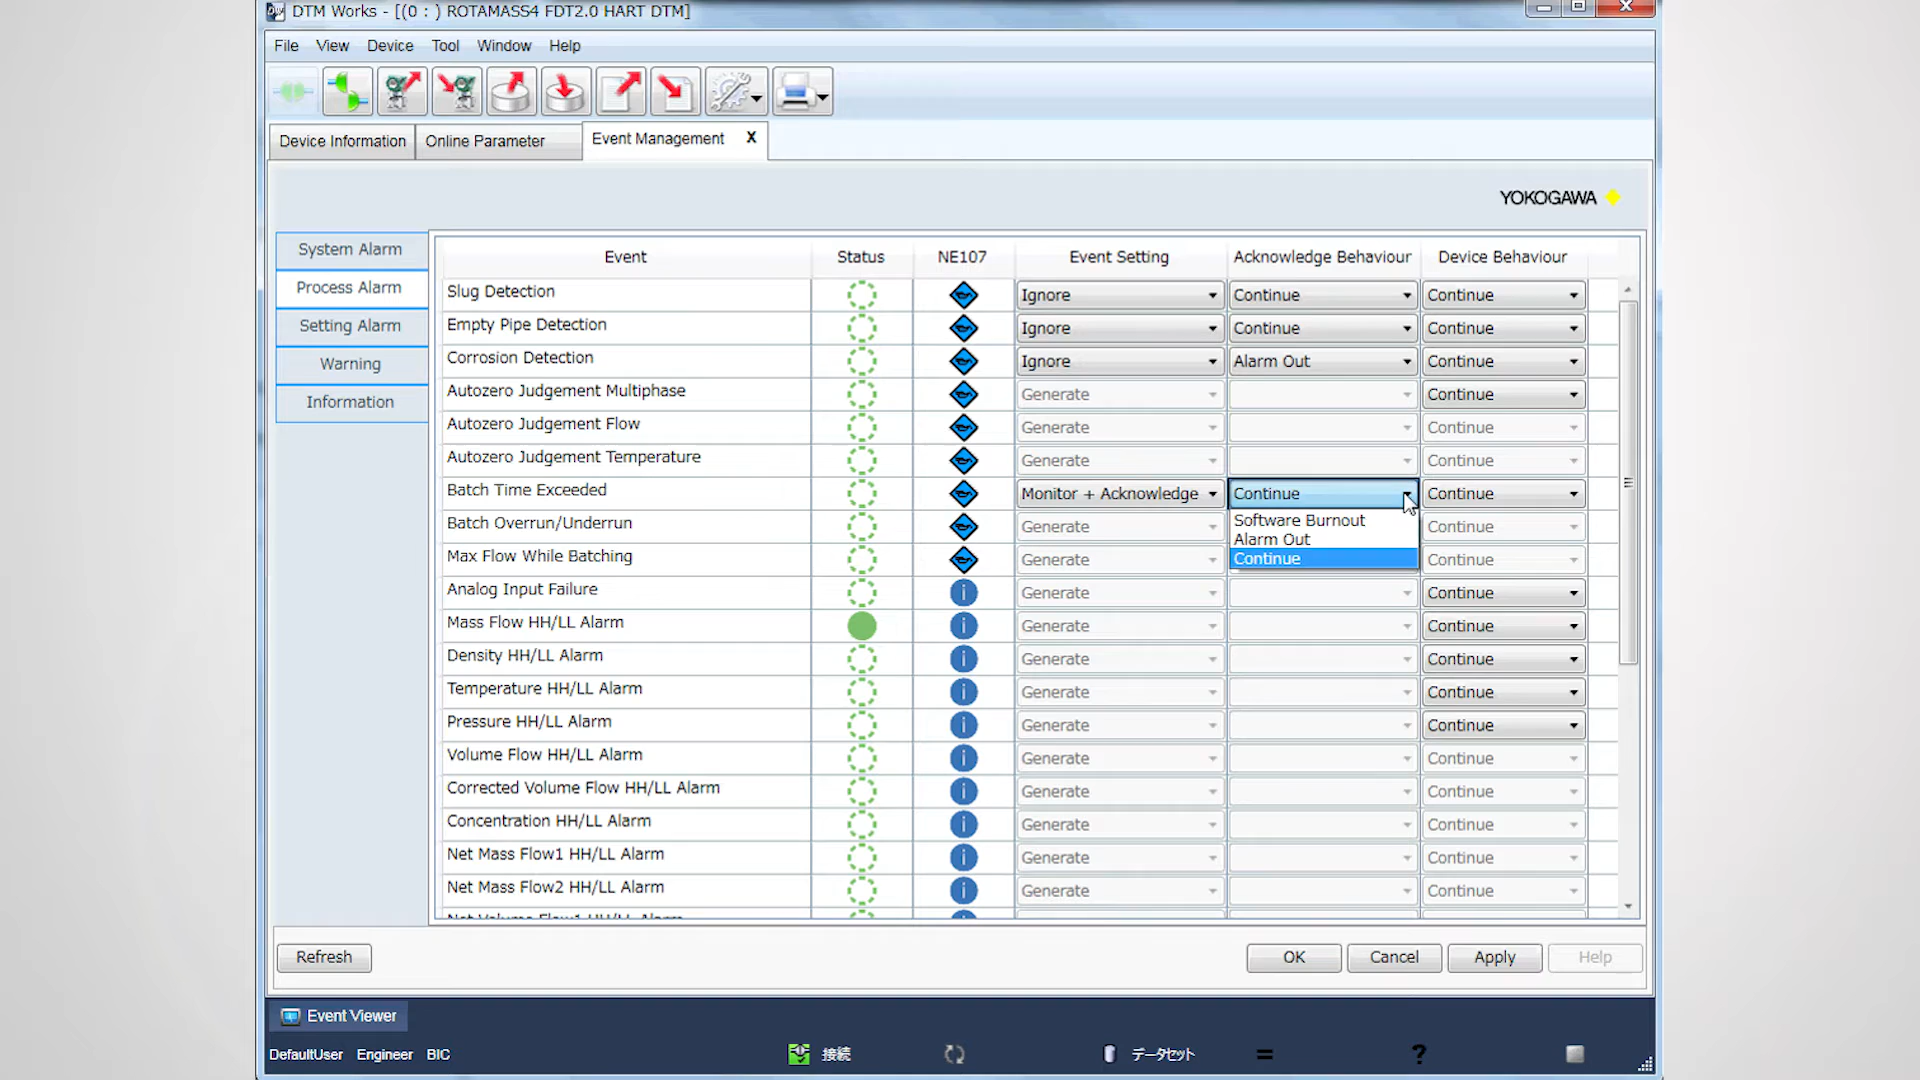 DTM Works - [(0 : ) ROTAMASS4 FDT2.0 HART DTM]
File View Device Tool Window Help
Device Information Online Parameter Event Management X
YOKOGAWA
System Alarm
Process Alarm
Setting Alarm
Warning
Information
Event Status NE107 Event Setting Acknowledge Behaviour Device Behaviour
Slug Detection Ignore Continue Continue
Empty Pipe Detection Ignore Continue Continue
Corrosion Detection Ignore Alarm Out Continue
Autozero Judgement Multiphase Generate Continue
Autozero Judgement Flow Generate Continue
Autozero Judgement Temperature Generate Continue
Batch Time Exceeded Monitor + Acknowledge Continue Continue
Software Burnout
Alarm Out
Continue
Batch Overrun/Underrun Generate Continue
Max Flow While Batching Generate Continue
Analog Input Failure Generate Continue
Mass Flow HH/LL Alarm Generate Continue
Density HH/LL Alarm Generate Continue
Temperature HH/LL Alarm Generate Continue
Pressure HH/LL Alarm Generate Continue
Volume Flow HH/LL Alarm Generate Continue
Corrected Volume Flow HH/LL Alarm Generate Continue
Concentration HH/LL Alarm Generate Continue
Net Mass Flow1 HH/LL Alarm Generate Continue
Net Mass Flow2 HH/LL Alarm Generate Continue
Net Volume Flow1 HH/LL Alarm
Refresh OK Cancel Apply Help
Event Viewer
DefaultUser Engineer BIC 接続 データセット = ?